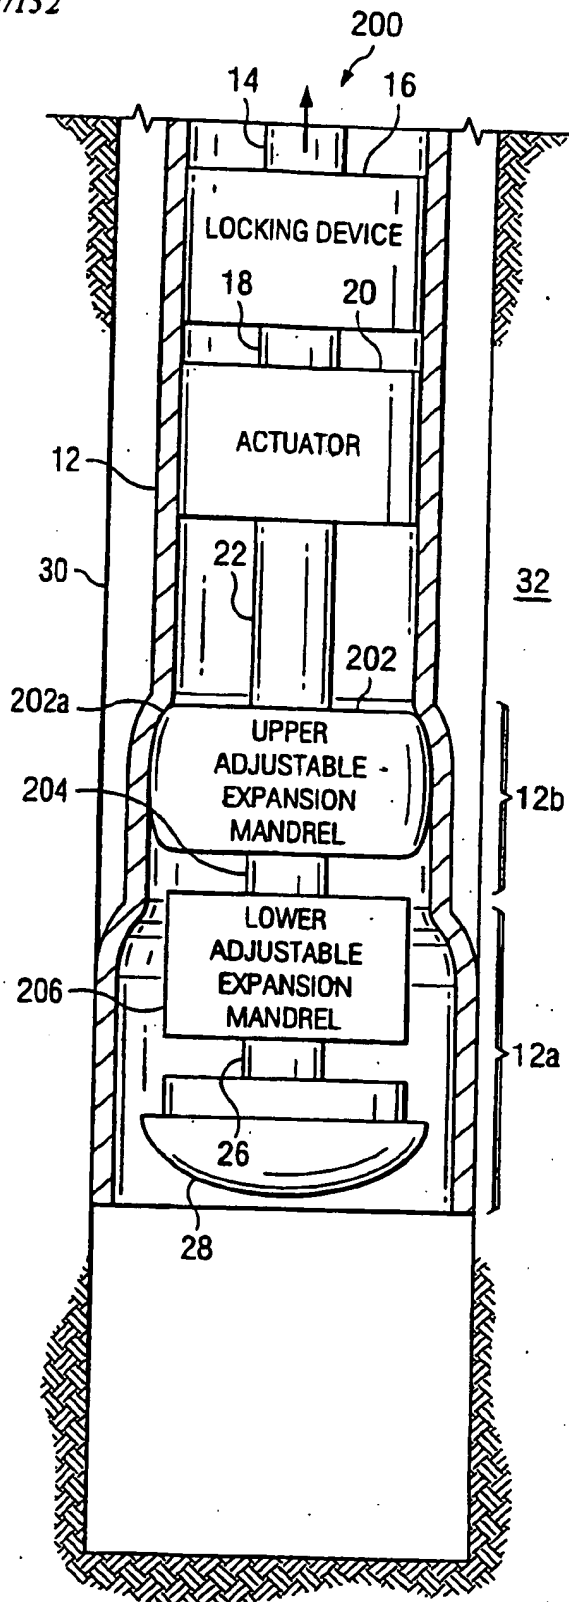 200
14
16
LOCKING DEVICE
18
20
ACTUATOR
12
30
22
32
202
202a
UPPER
ADJUSTABLE
EXPANSION
MANDREL
12b
204
LOWER
ADJUSTABLE
EXPANSION
MANDREL
206
12a
26
28